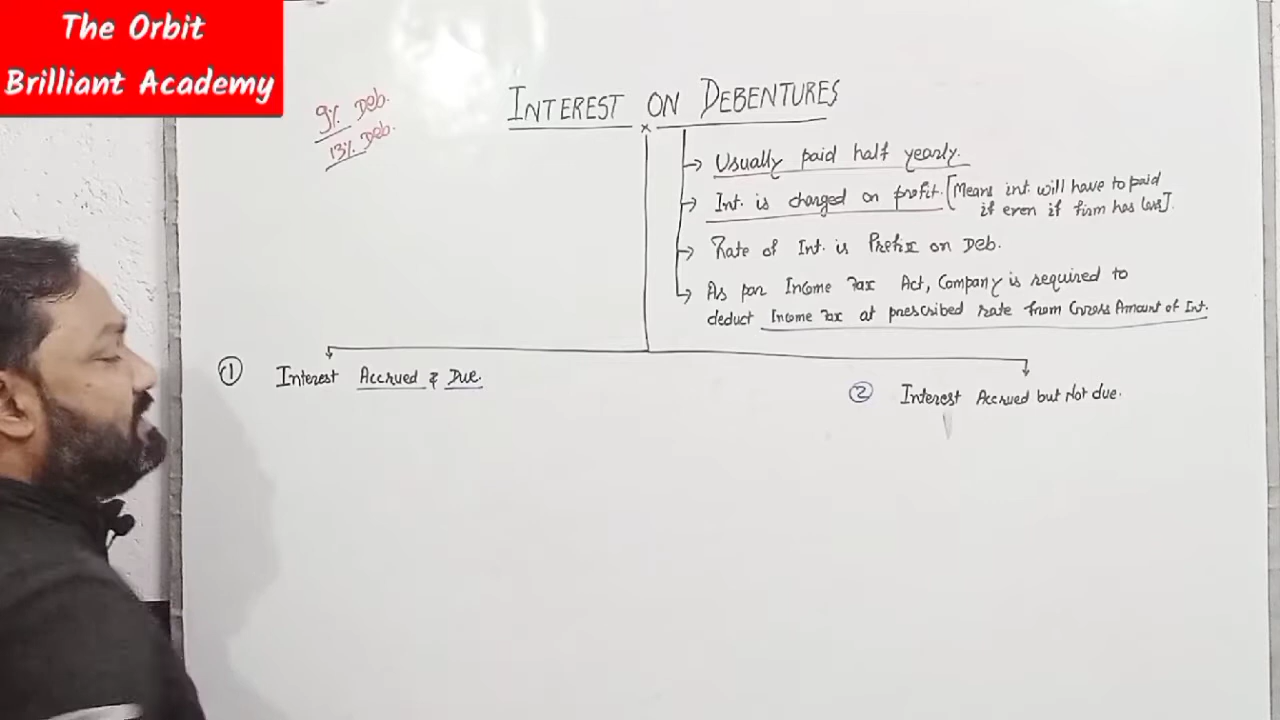 The Orbit
Brilliant Academy
9% Deb.
13% Deb.
INTEREST ON DEBENTURES
Usually paid half yearly.
Int. is charged on profit. [Means int. will have to paid
if even if firm has loss].
Rate of Int. is Prefix on Deb.
As par Income Tax Act, Company is required to
deduct Income Tax at prescribed rate from Gross Amount of Int.
① Interest Accrued & Due.
② Interest Accrued but Not due.